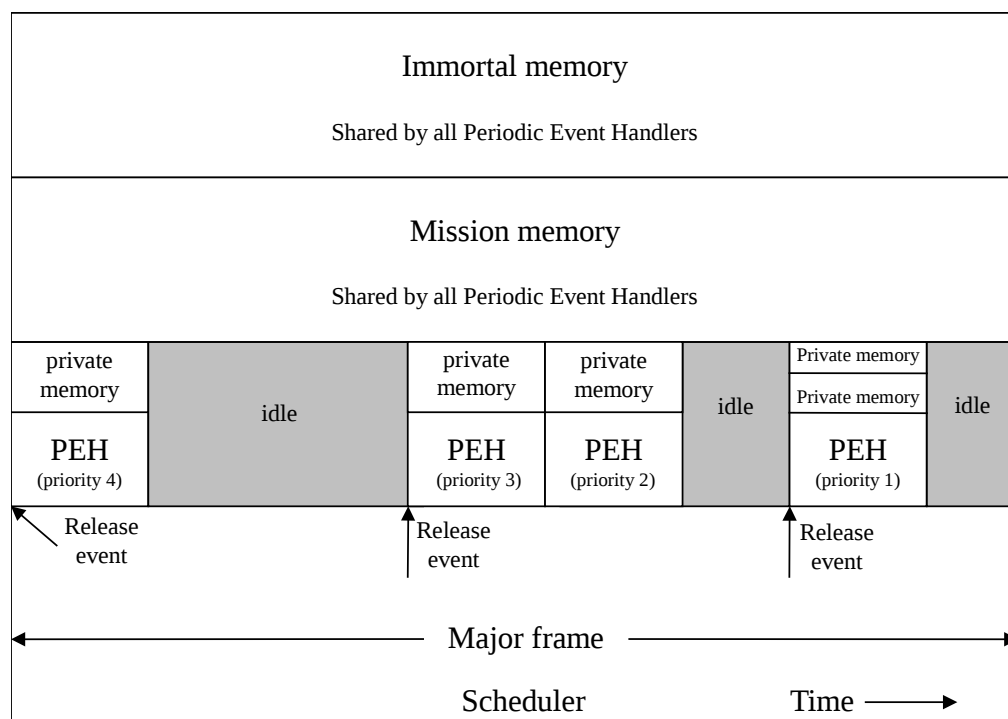 Immortal memory
Shared by all Periodic Event Handlers
Mission memory
Shared by all Periodic Event Handlers
private
memory
PEH
(priority 4)
idle
private
memory
PEH
(priority 3)
private
memory
PEH
(priority 2)
idle
Private memory
Private memory
PEH
(priority 1)
idle
Release
event
Release
event
Release
event
Major frame
Scheduler
Time